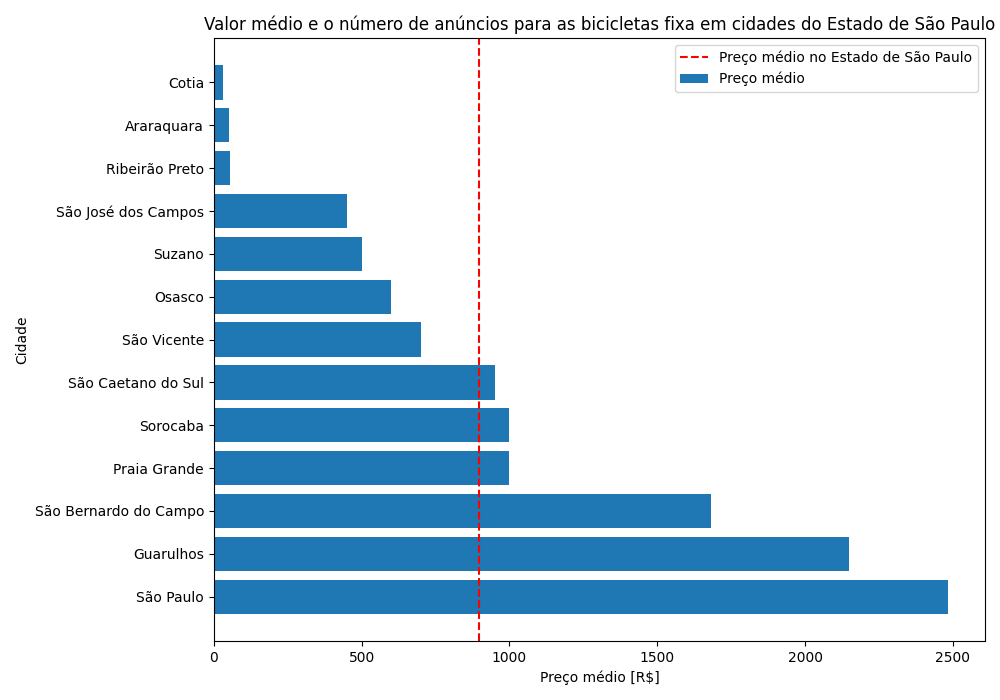 Valor médio e o número de anúncios para as bicicletas fixa em cidades do Estado de São Paulo
Preço médio no Estado de São Paulo
Preço médio
Cidade
Cotia
Araraquara
Ribeirão Preto
São José dos Campos
Suzano
Osasco
São Vicente
São Caetano do Sul
Sorocaba
Praia Grande
São Bernardo do Campo
Guarulhos
São Paulo
0 500 1000 1500 2000 2500
Preço médio [R$]